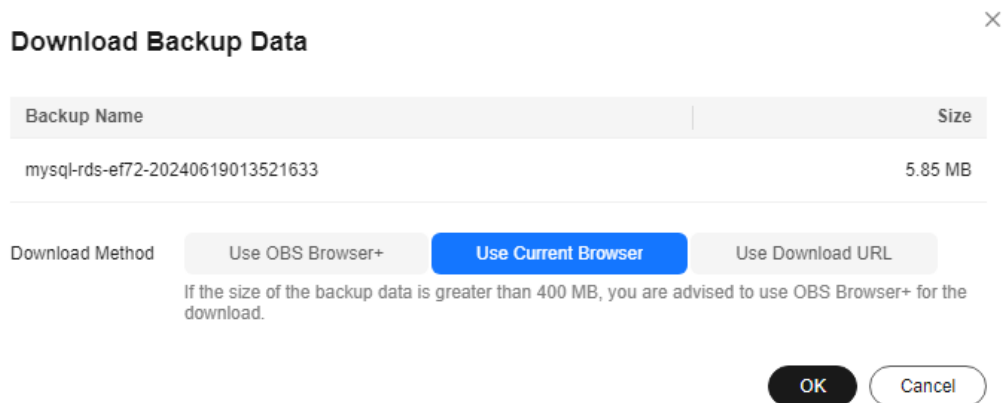 Download Backup Data
Backup Name Size
mysql-rds-ef72-20240619013521633 5.85 MB
Download Method Use OBS Browser+ Use Current Browser Use Download URL
If the size of the backup data is greater than 400 MB, you are advised to use OBS Browser+ for the
download.
OK Cancel